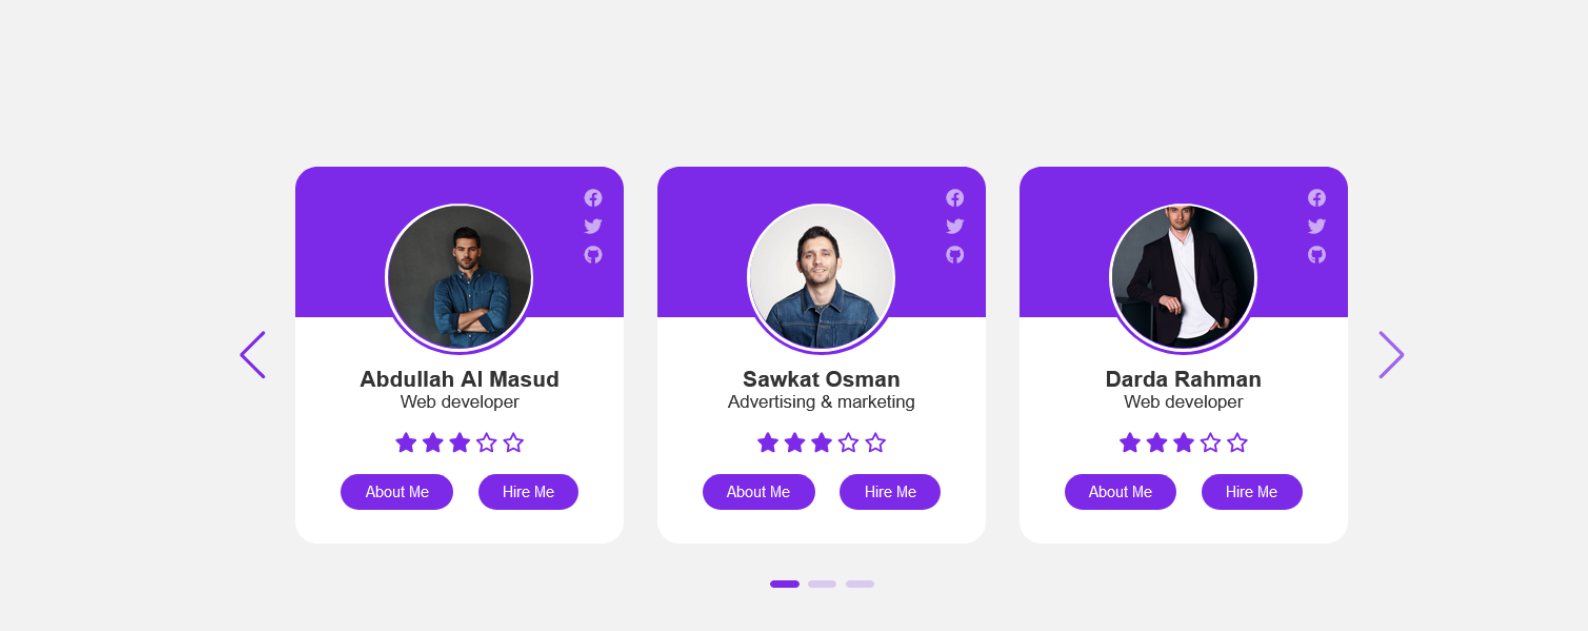 Abdullah Al Masud
Web developer
About Me
Hire Me
Sawkat Osman
Advertising & marketing
About Me
Hire Me
Darda Rahman
Web developer
About Me
Hire Me